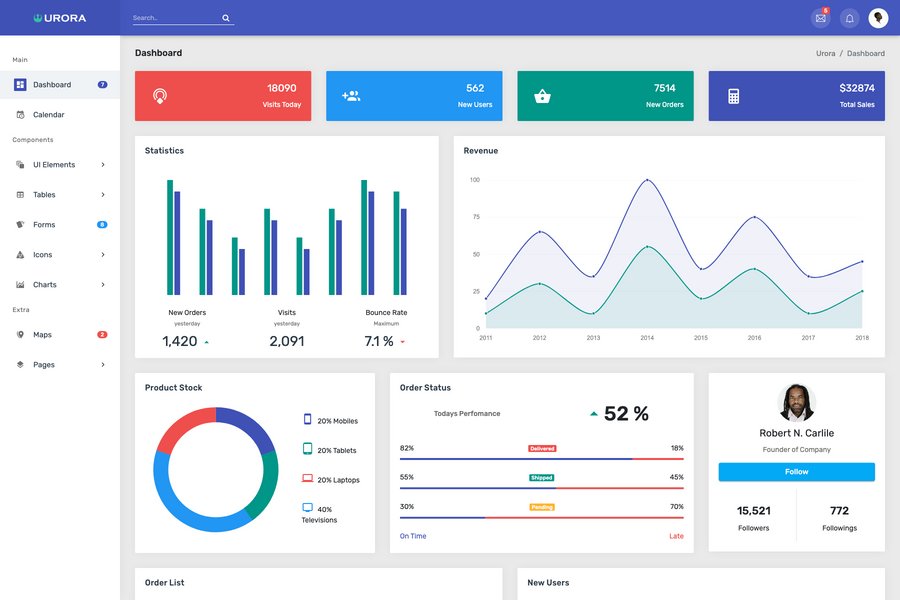 URORA
Search..
6
Main
Dashboard
7
Calendar
Components
UI Elements
Tables
Forms
6
Icons
Charts
Extra
Maps
2
Pages
Dashboard
Urora / Dashboard
18090
Visits Today
562
New Users
7514
New Orders
$32874
Total Sales
Statistics
New Orders
yesterday
1,420
Visits
yesterday
2,091
Bounce Rate
Maximum
7.1 %
Revenue
100
75
50
25
0
2011 2012 2013 2014 2015 2016 2017 2018
Product Stock
20% Mobiles
20% Tablets
20% Laptops
40%
Televisions
Order Status
Todays Perfomance
52 %
82% Delivered 18%
55% Shipped 45%
30% Pending 70%
On Time Late
Robert N. Carlile
Founder of Company
Follow
15,521
Followers
772
Followings
Order List
New Users